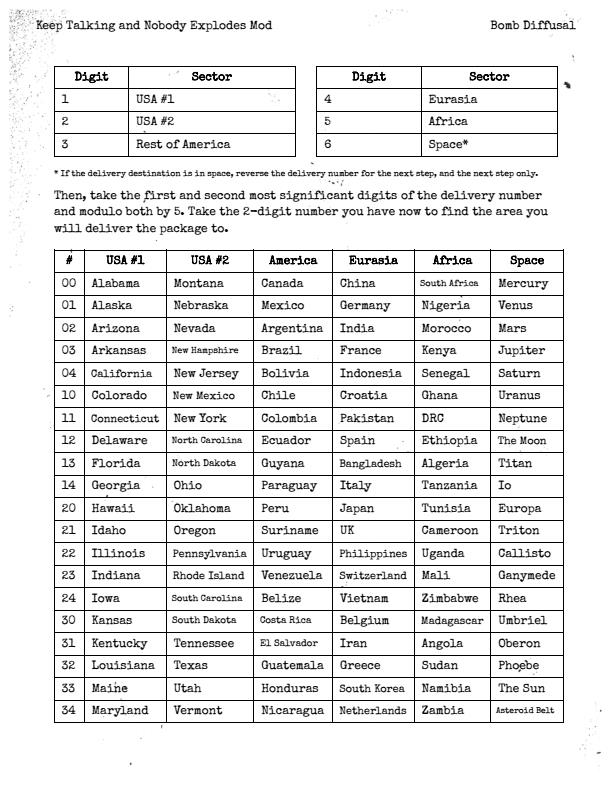 Keep Talking and Nobody Explodes Mod Bomb Diffusal
Digit Sector Digit Sector
1 USA #1 4 Eurasia
2 USA #2 5 Africa
3 Rest of America 6 Space*
* If the delivery destination is in space, reverse the delivery number for the next step, and the next step only.
Then, take the first and second most significant digits of the delivery number
and modulo both by 5. Take the 2-digit number you have now to find the area you
will deliver the package to.
# USA #1 USA #2 America Eurasia Africa Space
00 Alabama Montana Canada China South Africa Mercury
01 Alaska Nebraska Mexico Germany Nigeria Venus
02 Arizona Nevada Argentina India Morocco Mars
03 Arkansas New Hampshire Brazil France Kenya Jupiter
04 California New Jersey Bolivia Indonesia Senegal Saturn
10 Colorado New Mexico Chile Croatia Ghana Uranus
11 Connecticut New York Colombia Pakistan DRC Neptune
12 Delaware North Carolina Ecuador Spain Ethiopia The Moon
13 Florida North Dakota Guyana Bangladesh Algeria Titan
14 Georgia Ohio Paraguay Italy Tanzania Io
20 Hawaii Oklahoma Peru Japan Tunisia Europa
21 Idaho Oregon Suriname UK Cameroon Triton
22 Illinois Pennsylvania Uruguay Philippines Uganda Callisto
23 Indiana Rhode Island Venezuela Switzerland Mali Ganymede
24 Iowa South Carolina Belize Vietnam Zimbabwe Rhea
30 Kansas South Dakota Costa Rica Belgium Madagascar Umbriel
31 Kentucky Tennessee El Salvador Iran Angola Oberon
32 Louisiana Texas Guatemala Greece Sudan Phoebe
33 Maine Utah Honduras South Korea Namibia The Sun
34 Maryland Vermont Nicaragua Netherlands Zambia Asteroid Belt